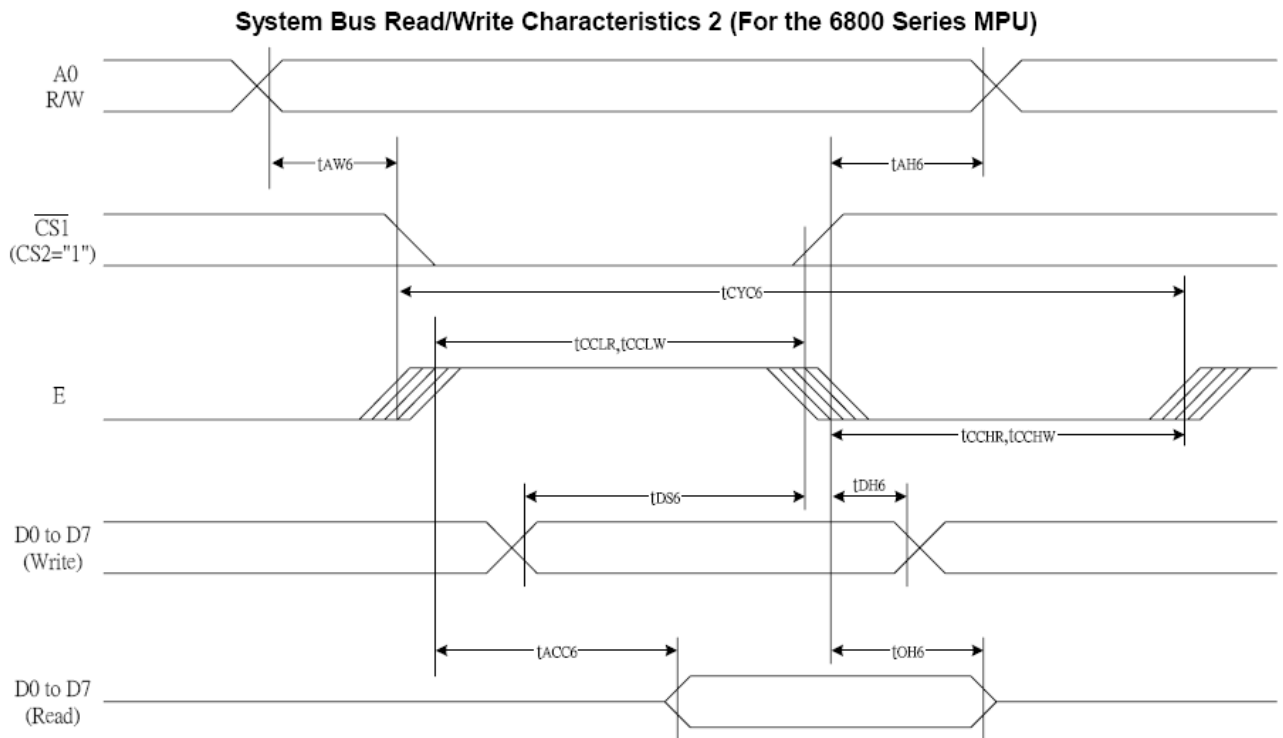 System Bus Read/Write Characteristics 2 (For the 6800 Series MPU)
A0
R/W
tAW6
tAH6
CS1
(CS2="1")
tCYC6
tCCLR,tCCLW
E
tCCHR,tCCHW
tDS6
tDH6
D0 to D7
(Write)
tACC6
tOH6
D0 to D7
(Read)